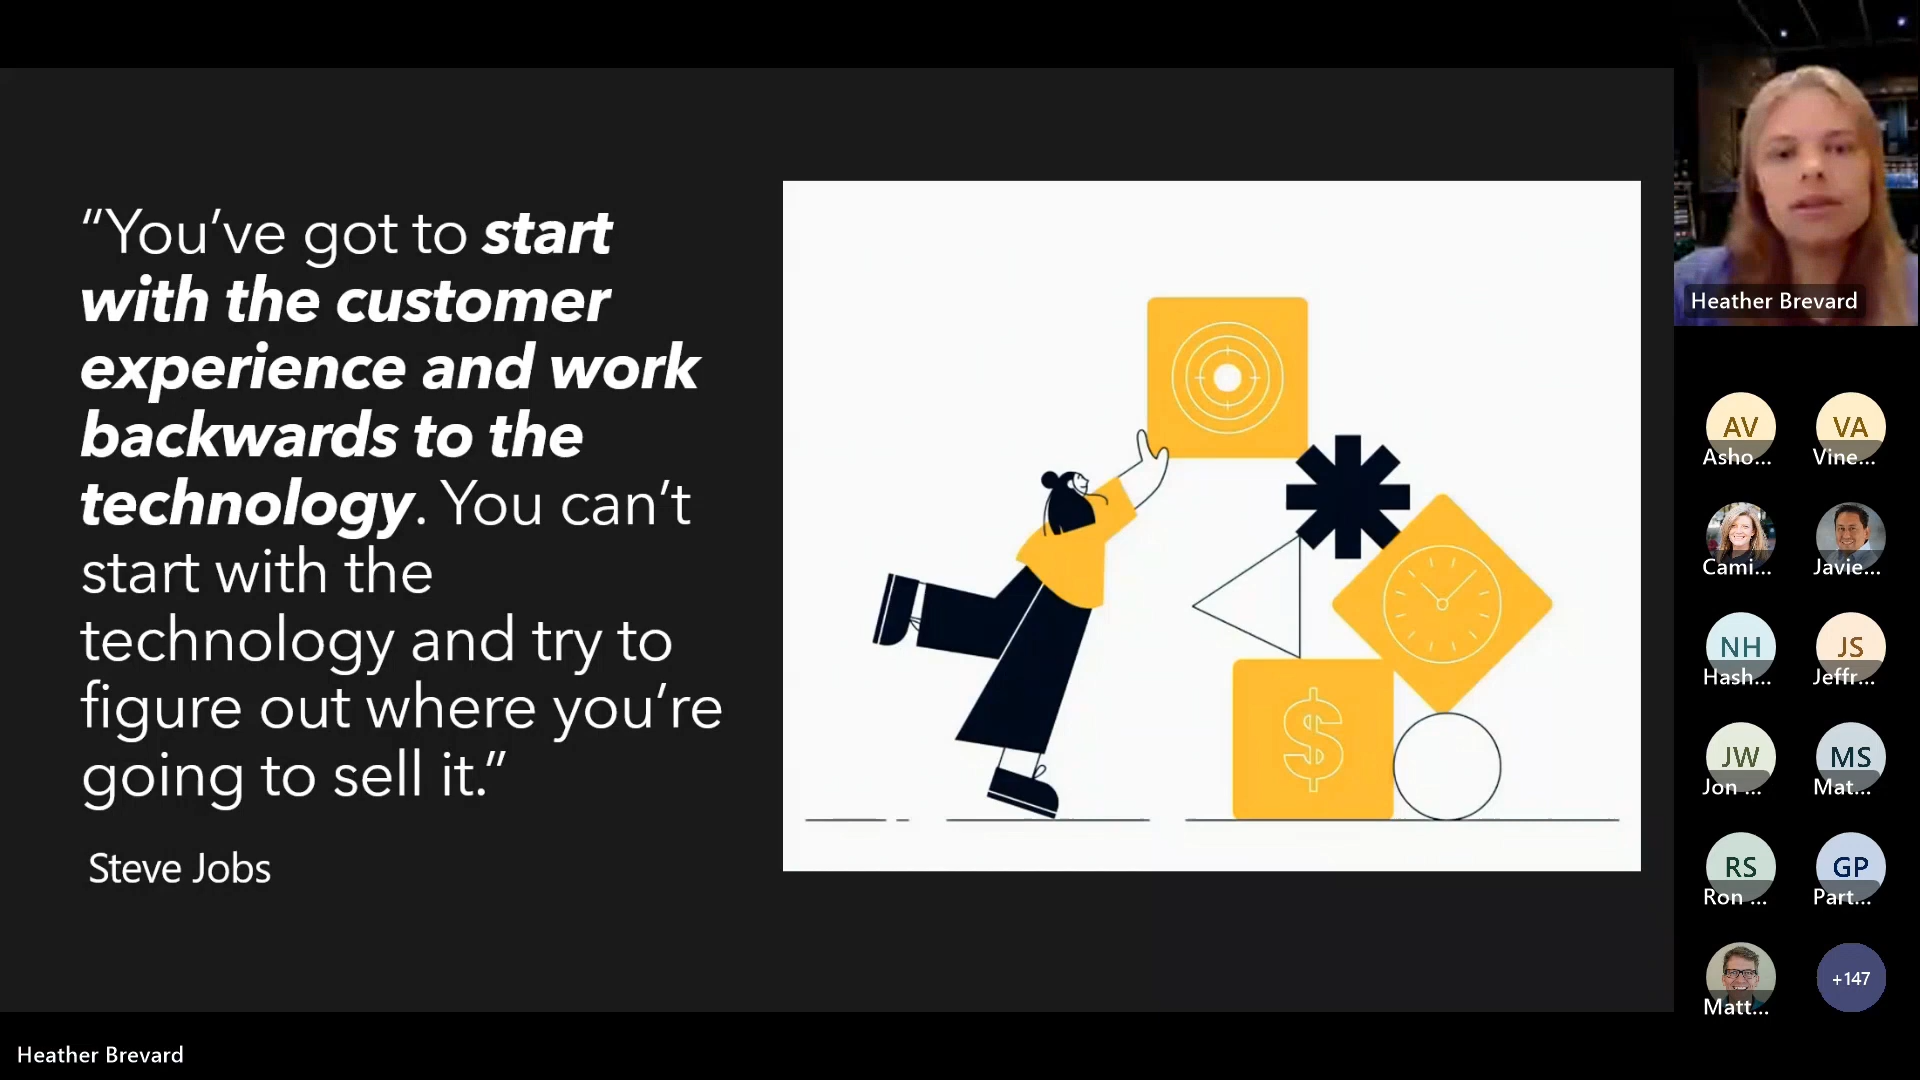 “You’ve got to start
with the customer
experience and work
backwards to the
technology. You can’t
start with the
technology and try to
figure out where you’re
going to sell it.”
Steve Jobs
$
Heather Brevard
AV
Asho...
VA
Vine...
Cami...
Javie...
NH
Hash...
JS
Jeffr...
JW
Jon ...
MS
Mat...
RS
Ron ...
GP
Part...
Matt...
+147
Heather Brevard